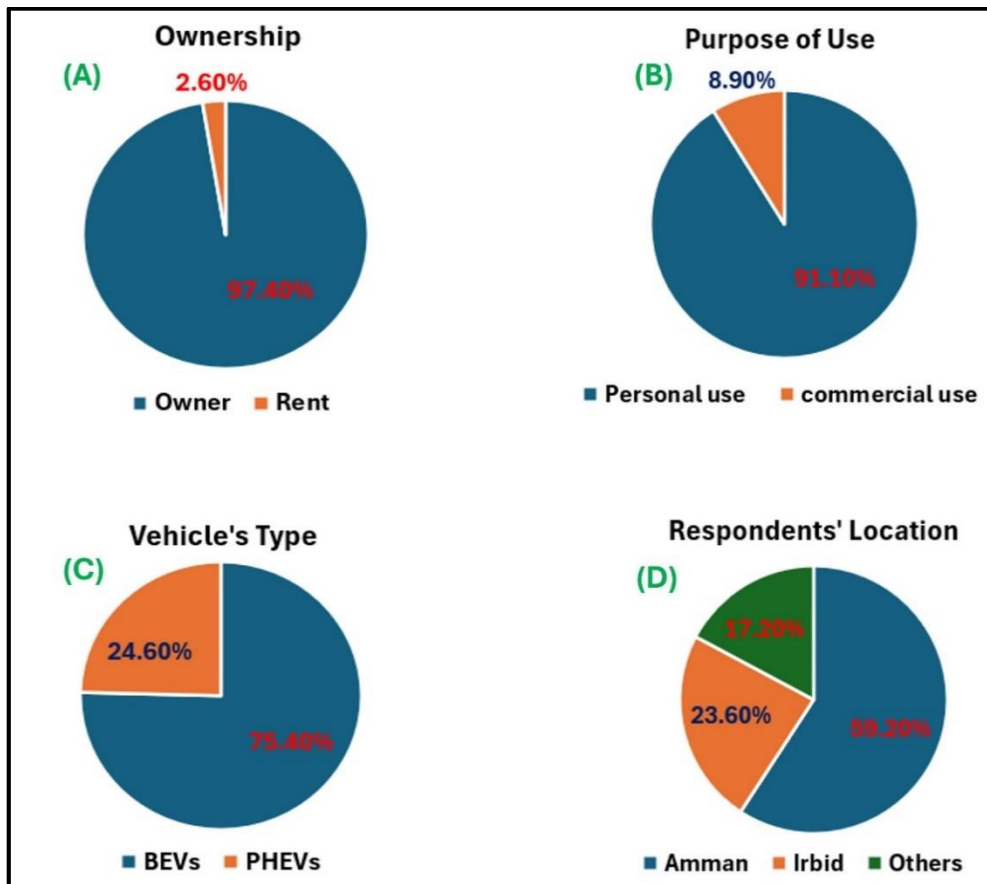 Ownership
(A)
2.60%
97.40%
Owner Rent
Purpose of Use
(B)
8.90%
91.10%
Personal use commercial use
Vehicle's Type
(C)
24.60%
75.40%
BEVs PHEVs
Respondents' Location
(D)
17.20%
23.60%
59.20%
Amman Irbid Others